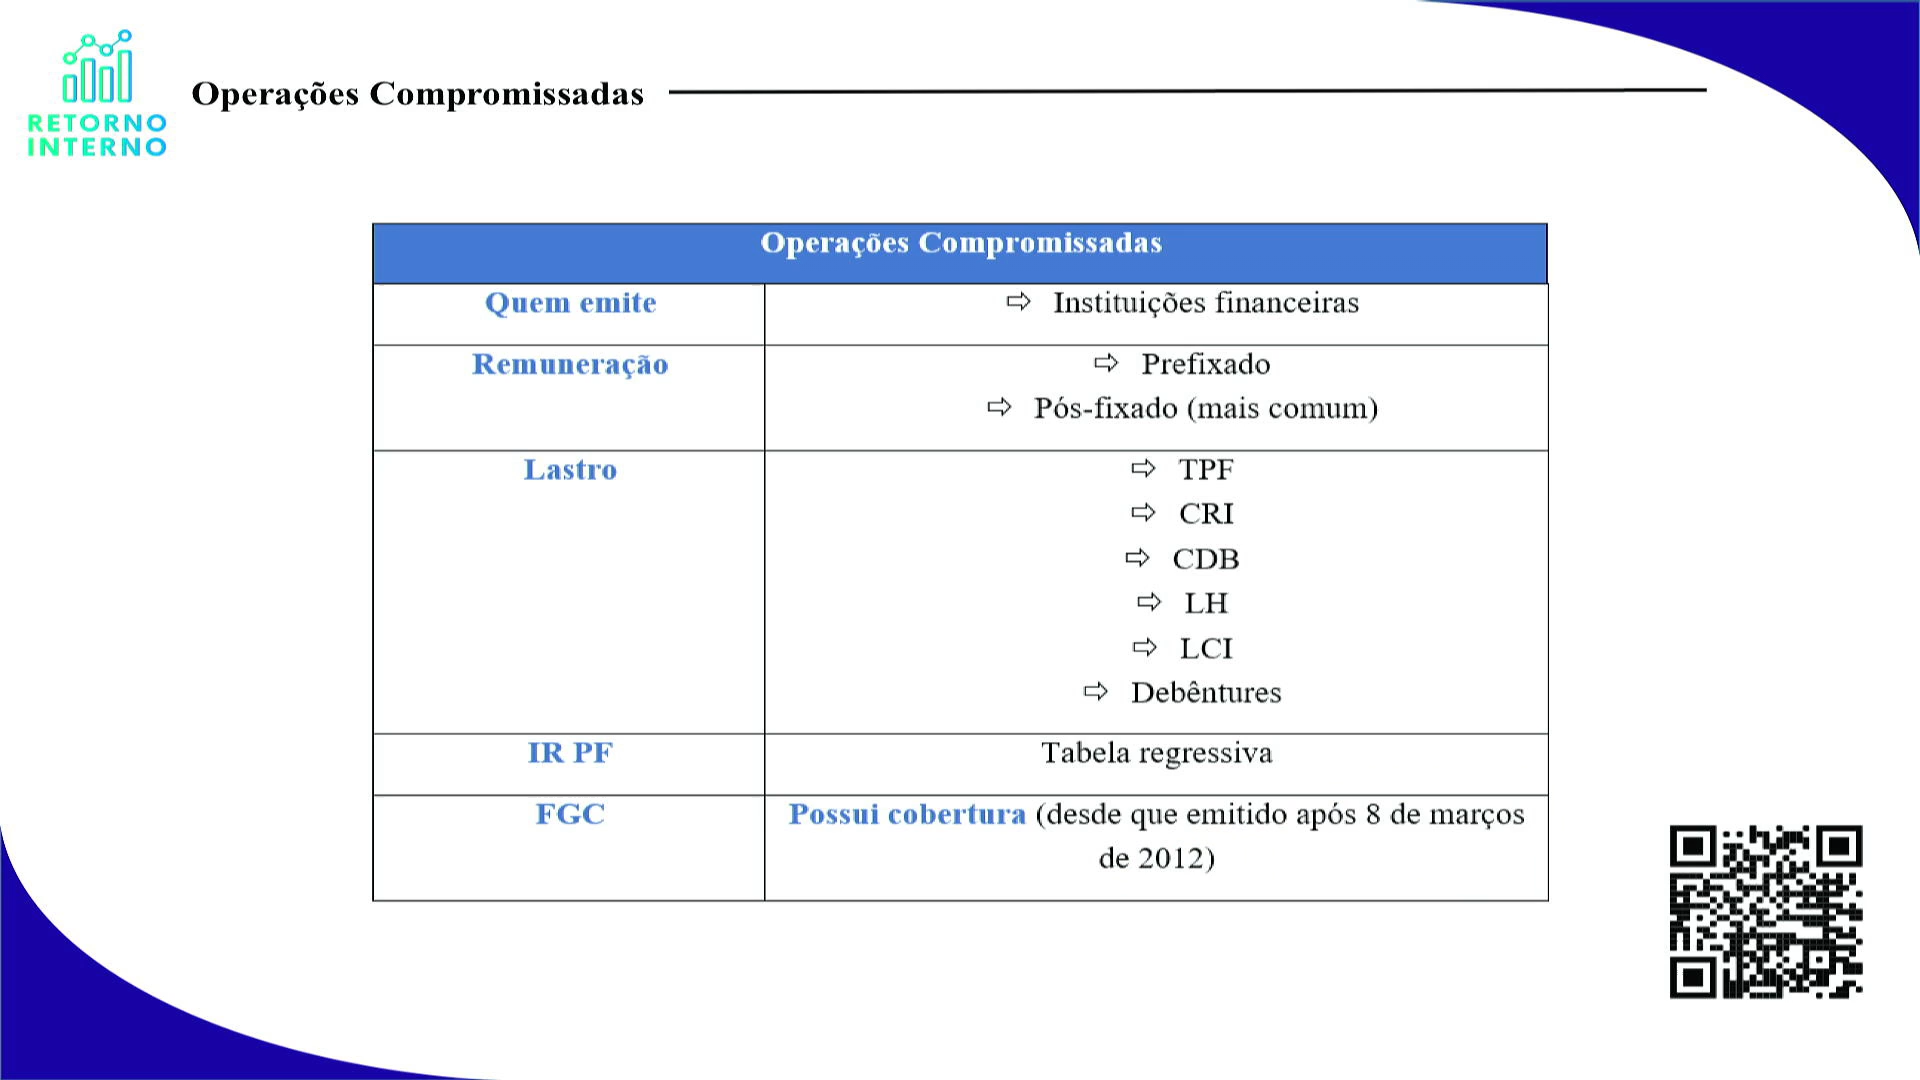 RETORNO
INTERNO
Operações Compromissadas
Operações Compromissadas
Quem emite
⇨ Instituições financeiras
Remuneração
⇨ Prefixado
⇨ Pós-fixado (mais comum)
Lastro
⇨ TPF
⇨ CRI
⇨ CDB
⇨ LH
⇨ LCI
⇨ Debêntures
IR PF
Tabela regressiva
FGC
Possui cobertura (desde que emitido após 8 de marços
de 2012)